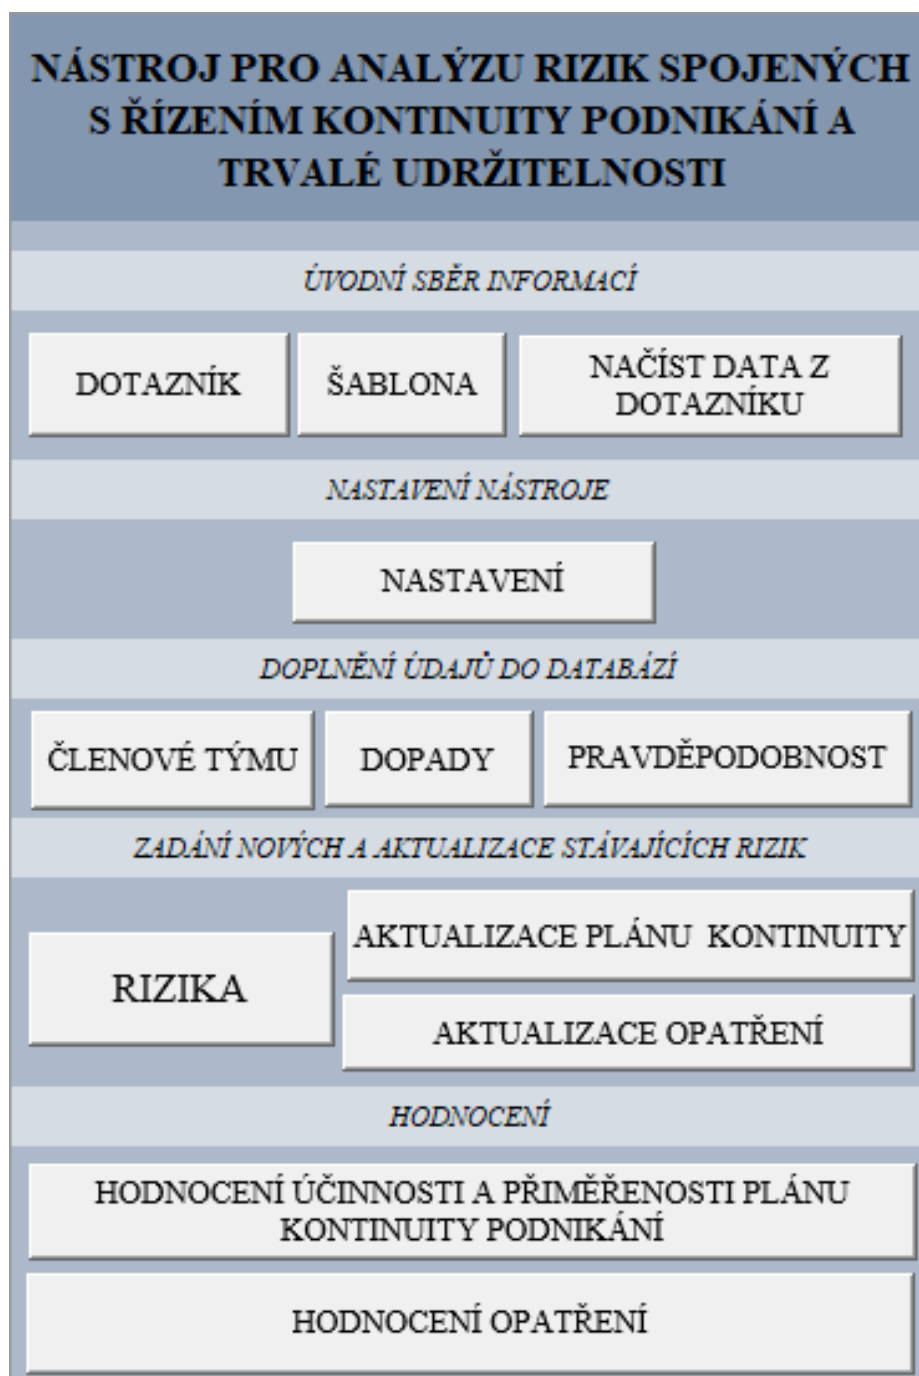 NÁSTROJ PRO ANALÝZU RIZIK SPOJENÝCH
S ŘÍZENÍM KONTINUITY PODNIKÁNÍ A
TRVALÉ UDRŽITELNOSTI
ÚVODNÍ SBĚR INFORMACÍ
DOTAZNÍK
ŠABLONA
NAČÍST DATA Z
DOTAZNÍKU
NASTAVENÍ NÁSTROJE
NASTAVENÍ
DOPLNĚNÍ ÚDAJŮ DO DATABÁZÍ
ČLENOVÉ TÝMU
DOPADY
PRAVDĚPODOBNOST
ZADÁNÍ NOVÝCH A AKTUALIZACE STÁVAJÍCÍCH RIZIK
RIZIKA
AKTUALIZACE PLÁNU KONTINUITY
AKTUALIZACE OPATŘENÍ
HODNOCENÍ
HODNOCENÍ ÚČINNOSTI A PŘIMĚŘENOSTI PLÁNU
KONTINUITY PODNIKÁNÍ
HODNOCENÍ OPATŘENÍ